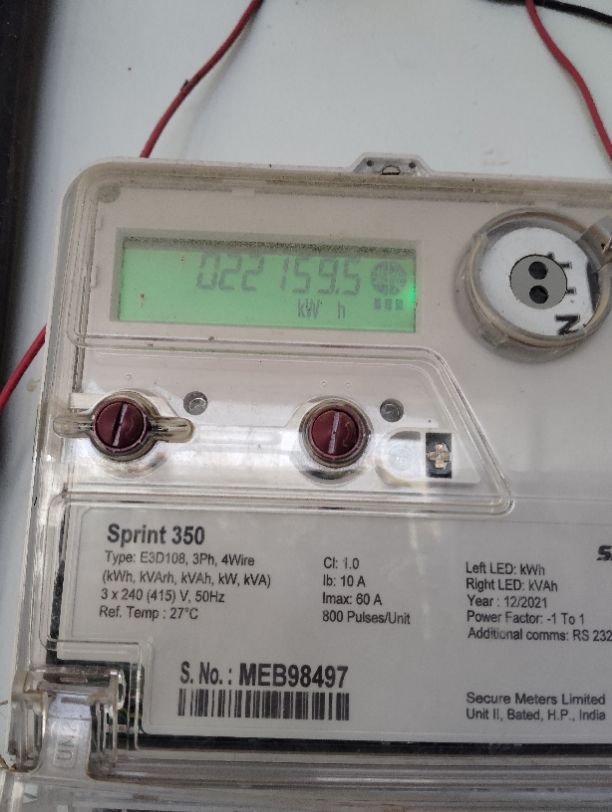 022159.5
kW h
N
Sprint 350
Type: E3D108, 3Ph, 4Wire
(kWh, kVArh, kVAh, kW, kVA)
3 x 240 (415) V, 50Hz
Ref. Temp : 27°C
Cl: 1.0
Ib: 10 A
Imax: 60 A
800 Pulses/Unit
Left LED: kWh
Right LED: kVAh
Year : 12/2021
Power Factor: -1 To 1
Additional comms: RS 232
S. No. : MEB98497
Secure Meters Limited
Unit II, Bated, H.P., India